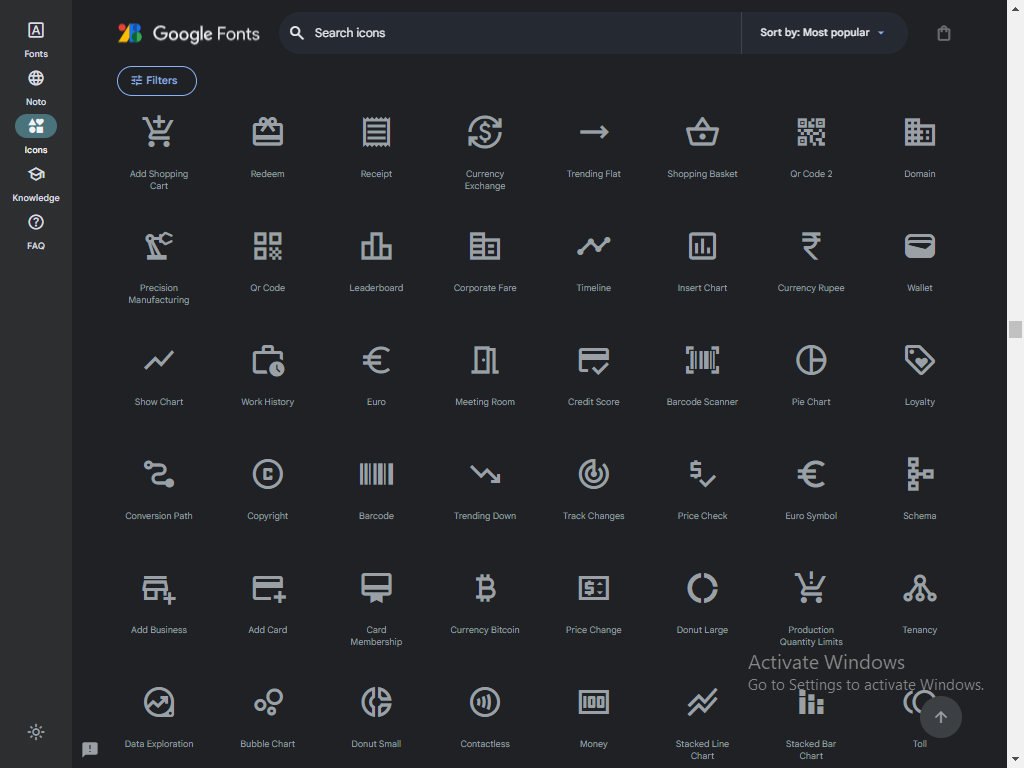 Google Fonts
Search icons
Sort by: Most popular
Fonts
Noto
Icons
Knowledge
FAQ
Filters
Add Shopping
Cart
Redeem
Receipt
Currency
Exchange
Trending Flat
Shopping Basket
Qr Code 2
Domain
Precision
Manufacturing
Qr Code
Leaderboard
Corporate Fare
Timeline
Insert Chart
Currency Rupee
Wallet
Show Chart
Work History
Euro
Meeting Room
Credit Score
Barcode Scanner
Pie Chart
Loyalty
Conversion Path
Copyright
Barcode
Trending Down
Track Changes
Price Check
Euro Symbol
Schema
Add Business
Add Card
Card
Membership
Currency Bitcoin
Price Change
Donut Large
Production
Quantity Limits
Tenancy
Activate Windows
Go to Settings to activate Windows.
Data Exploration
Bubble Chart
Donut Small
Contactless
Money
Stacked Line
Chart
Stacked Bar
Chart
Toll